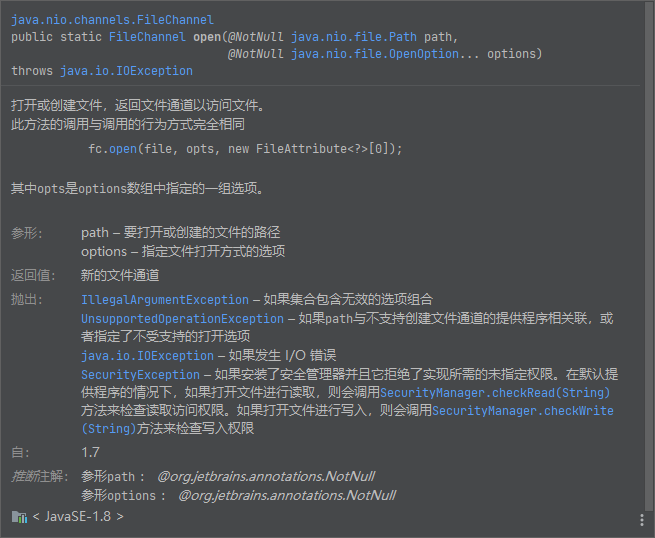 java.nio.channels.FileChannel
public static FileChannel open(@NotNull java.nio.file.Path path,
@NotNull java.nio.file.OpenOption... options)
throws java.io.IOException
打开或创建文件，返回文件通道以访问文件。
此方法的调用与调用的行为方式完全相同
fc.open(file, opts, new FileAttribute<?>[0]);
其中opts是options数组中指定的一组选项。
参形： path – 要打开或创建的文件的路径
options – 指定文件打开方式的选项
返回值： 新的文件通道
抛出： IllegalArgumentException – 如果集合包含无效的选项组合
UnsupportedOperationException – 如果path与不支持创建文件通道的提供程序相关联，或
者指定了不受支持的打开选项
java.io.IOException – 如果发生 I/O 错误
SecurityException – 如果安装了安全管理器并且它拒绝了实现所需的未指定权限。在默认提
供程序的情况下，如果打开文件进行读取，则会调用SecurityManager.checkRead(String)
方法来检查读取访问权限。如果打开文件进行写入，则会调用SecurityManager.checkWrite
(String)方法来检查写入权限
自： 1.7
推断注解： 参形path： @org.jetbrains.annotations.NotNull
参形options： @org.jetbrains.annotations.NotNull
< JavaSE-1.8 >